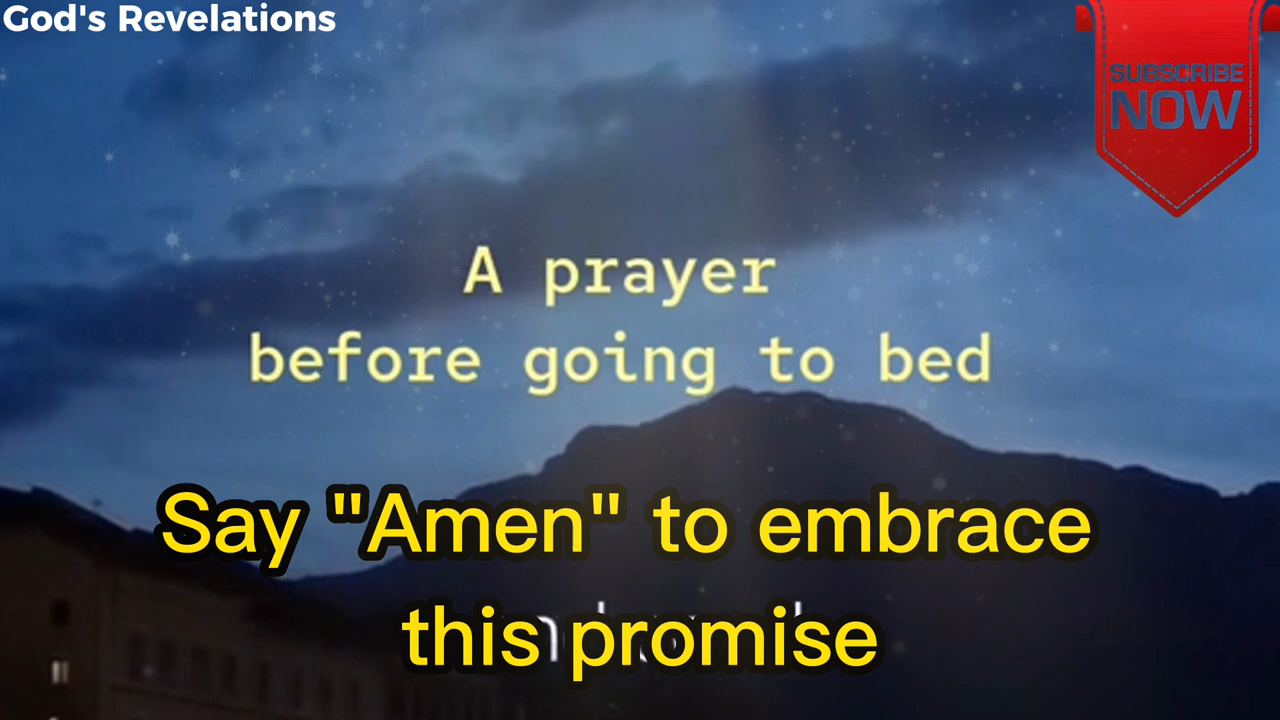 God's Revelations
SUBSCRIBE
NOW
A prayer
before going to bed
Say "Amen" to embrace
this promise